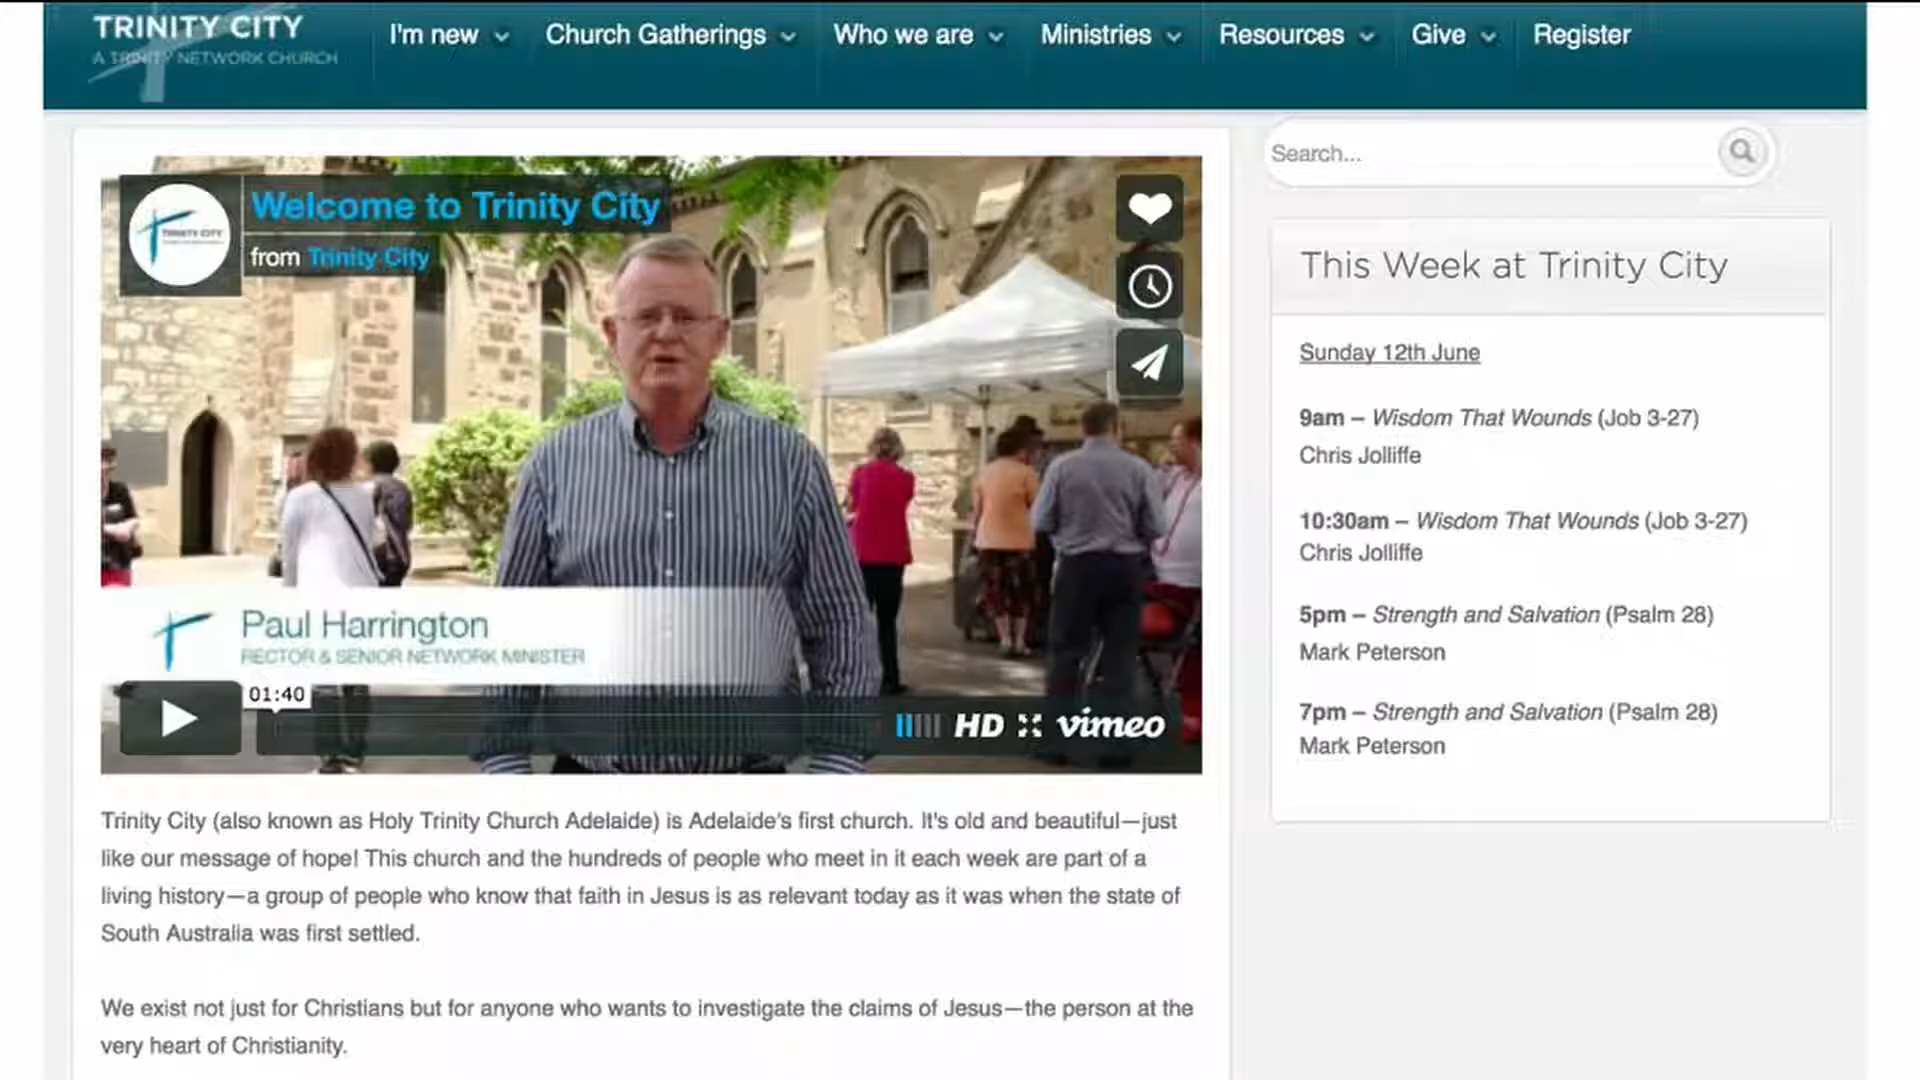 TRINITY CITY
A TRINITY NETWORK CHURCH
I'm new
Church Gatherings
Who we are
Ministries
Resources
Give
Register
Search...
Welcome to Trinity City
from Trinity City
TRINITY CITY
Paul Harrington
RECTOR & SENIOR NETWORK MINISTER
01:40
HD
vimeo
This Week at Trinity City
Sunday 12th June
9am – Wisdom That Wounds (Job 3-27)
Chris Jolliffe
10:30am – Wisdom That Wounds (Job 3-27)
Chris Jolliffe
5pm – Strength and Salvation (Psalm 28)
Mark Peterson
7pm – Strength and Salvation (Psalm 28)
Mark Peterson
Trinity City (also known as Holy Trinity Church Adelaide) is Adelaide's first church. It's old and beautiful—just
like our message of hope! This church and the hundreds of people who meet in it each week are part of a
living history—a group of people who know that faith in Jesus is as relevant today as it was when the state of
South Australia was first settled.
We exist not just for Christians but for anyone who wants to investigate the claims of Jesus—the person at the
very heart of Christianity.